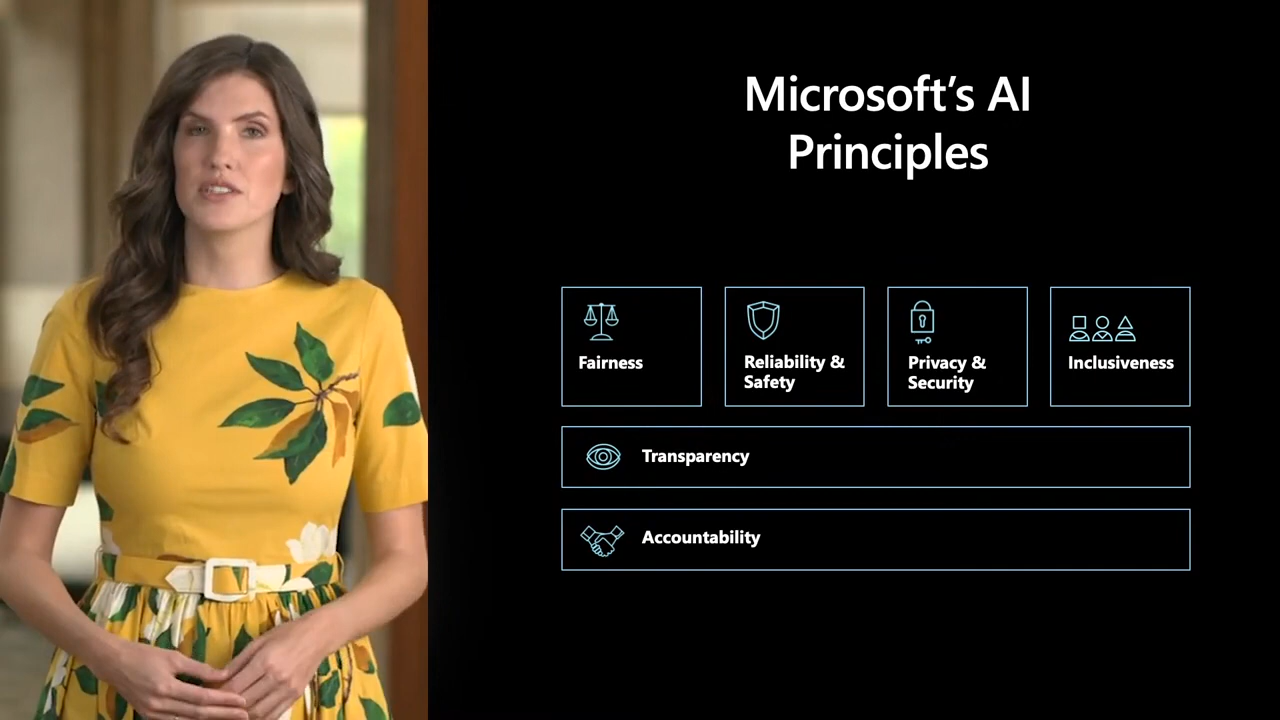 Microsoft’s AI
Principles
Fairness
Reliability &
Safety
Privacy &
Security
Inclusiveness
Transparency
Accountability